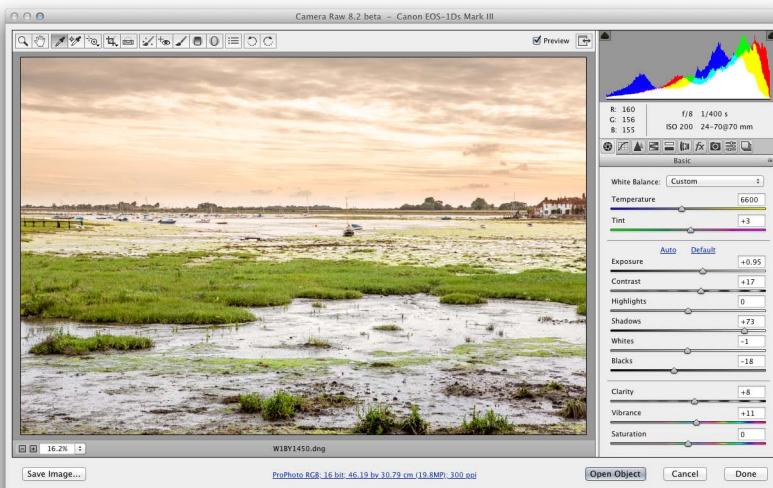 Camera Raw 8.2 beta – Canon EOS-1Ds Mark III
Preview
R: 160
G: 156
B: 155
f/8 1/400 s
ISO 200 24-70@70 mm
fx
Basic
White Balance: Custom
Temperature 6600
Tint +3
Auto Default
Exposure +0.95
Contrast +17
Highlights 0
Shadows +73
Whites -1
Blacks -18
Clarity +8
Vibrance +11
Saturation 0
16.2% W1BY1450.dng
Save Image... ProPhoto RGB; 16 bit; 46.19 by 30.79 cm (19.8MP); 300 ppi Open Object Cancel Done